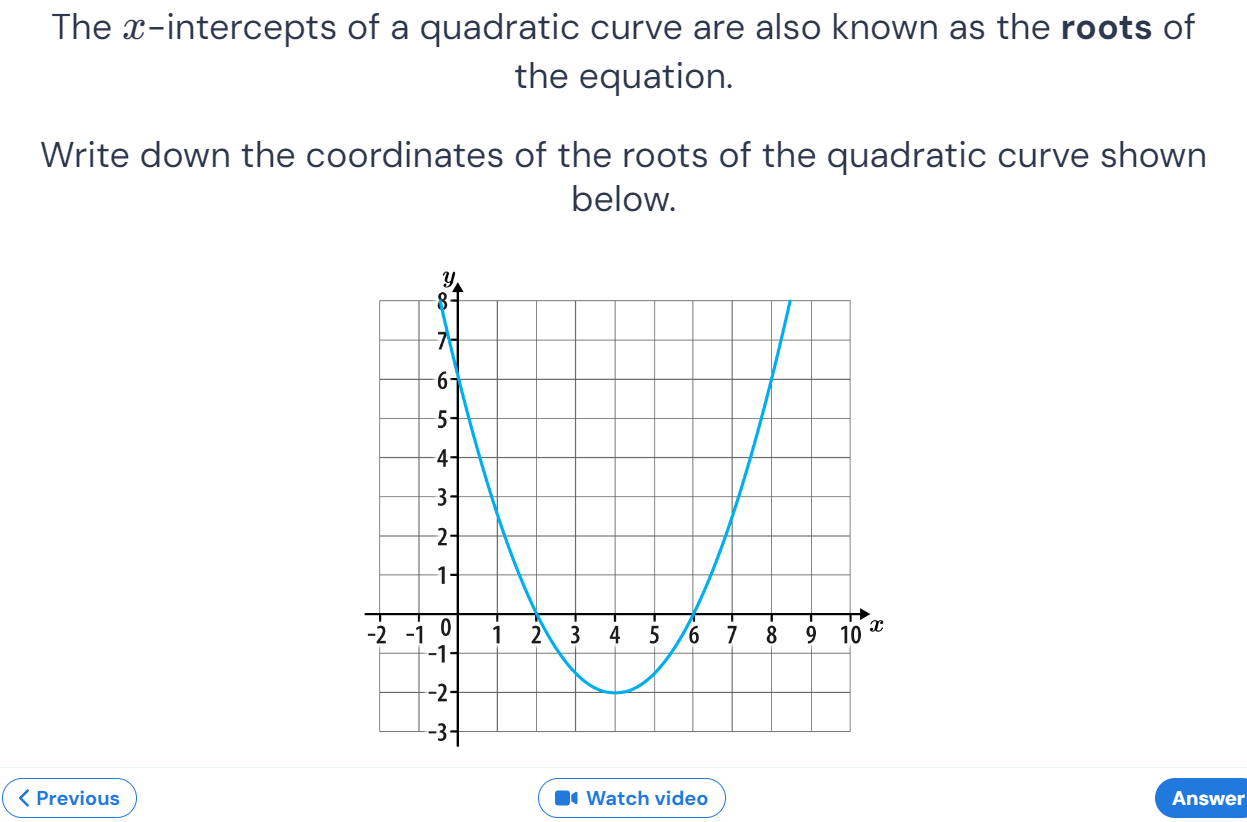 The x-intercepts of a quadratic curve are also known as the roots of
the equation.
Write down the coordinates of the roots of the quadratic curve shown
below.
y
8
7
6
5
4
3
2
1
-2 -1 0 1 2 3 4 5 6 7 8 9 10 x
-1
-2
-3
Previous
Watch video
Answer